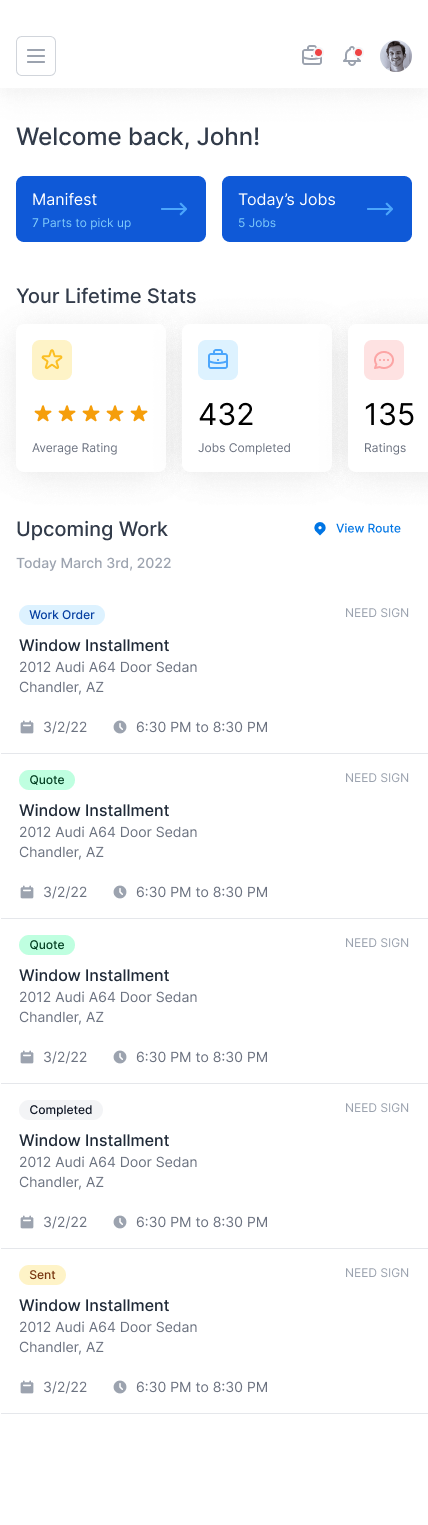 Welcome back, John!
Manifest
7 Parts to pick up
Today's Jobs
5 Jobs
Your Lifetime Stats
Average Rating
432
Jobs Completed
135
Ratings
Upcoming Work
View Route
Today March 3rd, 2022
Work Order
NEED SIGN
Window Installment
2012 Audi A64 Door Sedan
Chandler, AZ
3/2/22
6:30 PM to 8:30 PM
Quote
NEED SIGN
Window Installment
2012 Audi A64 Door Sedan
Chandler, AZ
3/2/22
6:30 PM to 8:30 PM
Quote
NEED SIGN
Window Installment
2012 Audi A64 Door Sedan
Chandler, AZ
3/2/22
6:30 PM to 8:30 PM
Completed
NEED SIGN
Window Installment
2012 Audi A64 Door Sedan
Chandler, AZ
3/2/22
6:30 PM to 8:30 PM
Sent
NEED SIGN
Window Installment
2012 Audi A64 Door Sedan
Chandler, AZ
3/2/22
6:30 PM to 8:30 PM